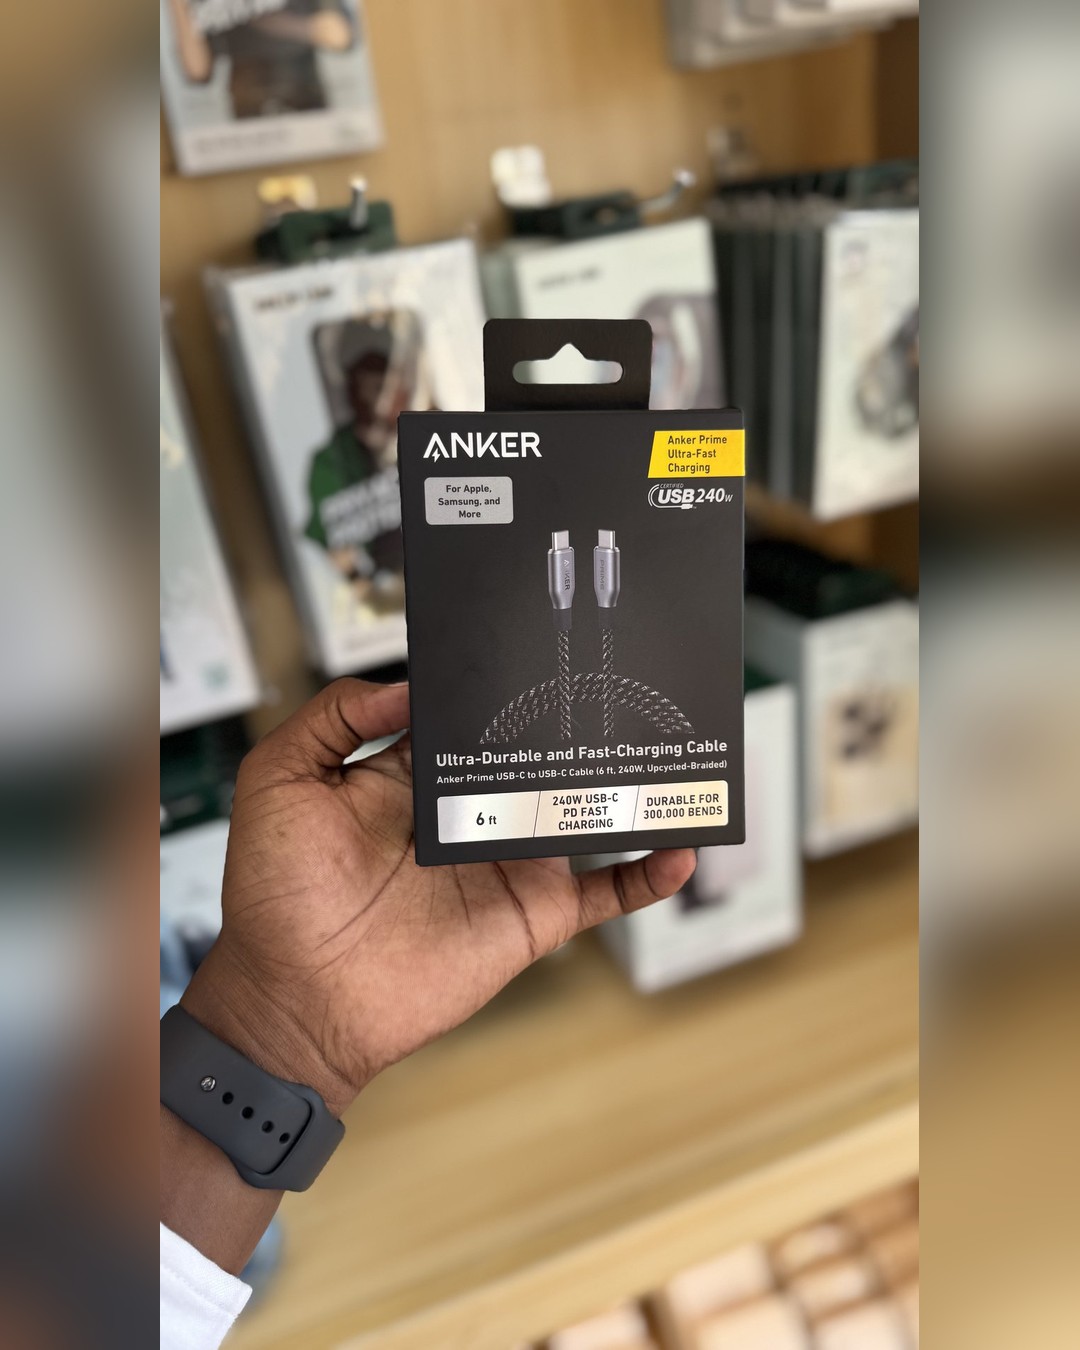 ANKER
Anker Prime
Ultra-Fast
Charging
For Apple,
Samsung, and
More
CERTIFIED
USB 240W
ANKER
Ultra-Durable and Fast-Charging Cable
Anker Prime USB-C to USB-C Cable (6 ft, 240W, Upcycled-Braided)
6 ft
240W USB-C
PD FAST
CHARGING
DURABLE FOR
300,000 BENDS